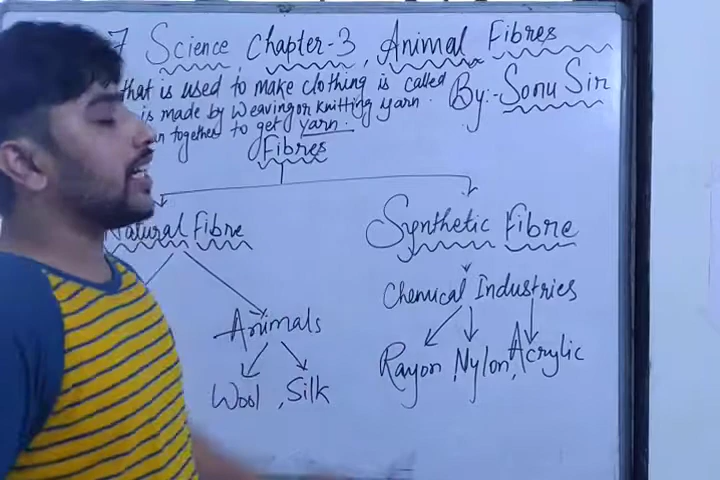 7 Science Chapter-3, Animal Fibres
that is used to make clothing is called
is made by weaving or knitting yarn.
together to get yarn.
By:- Sonu Sir
Fibres
Natural Fibre
Synthetic Fibre
Chemical Industries
Animals
Rayon, Nylon, Acrylic
Wool, Silk